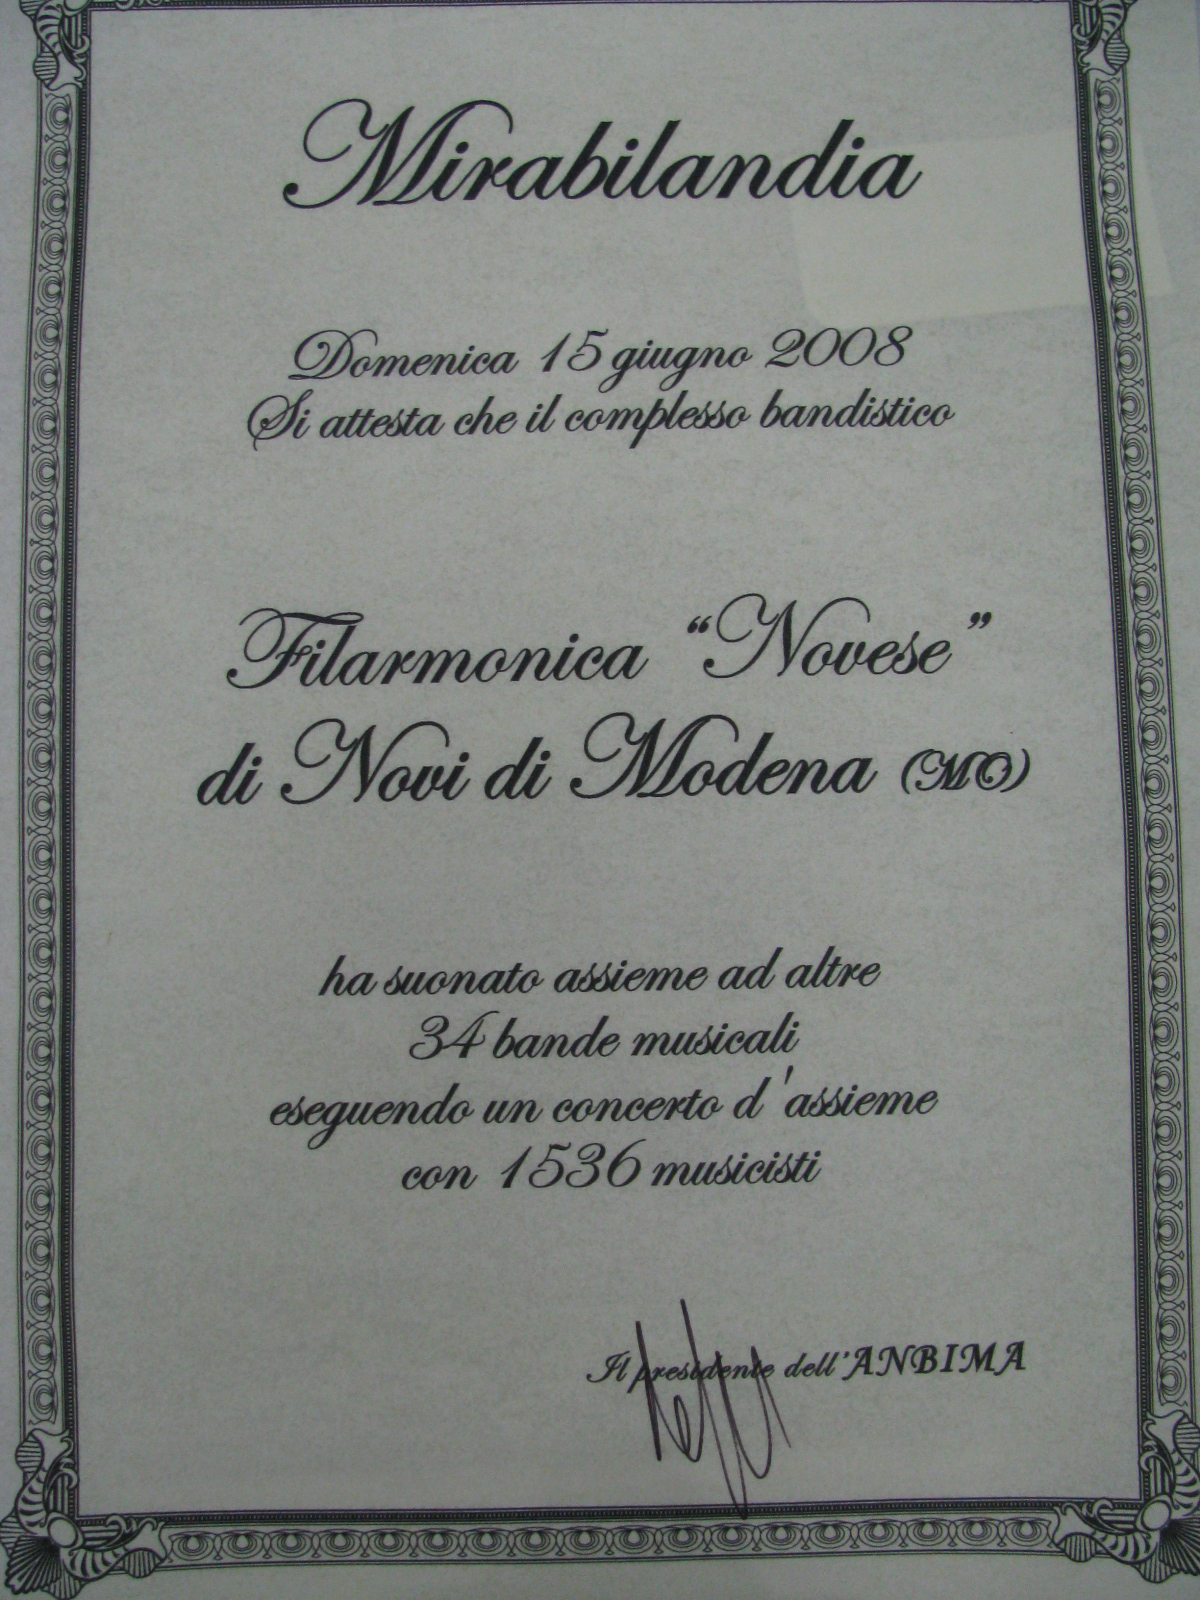 Mirabilandia
Domenica 15 giugno 2008
Si attesta che il complesso bandistico
Filarmonica “Novese”
di Novi di Modena (MO)
ha suonato assieme ad altre
34 bande musicali
eseguendo un concerto d'assieme
con 1536 musicisti
Il presidente dell'ANBIMA